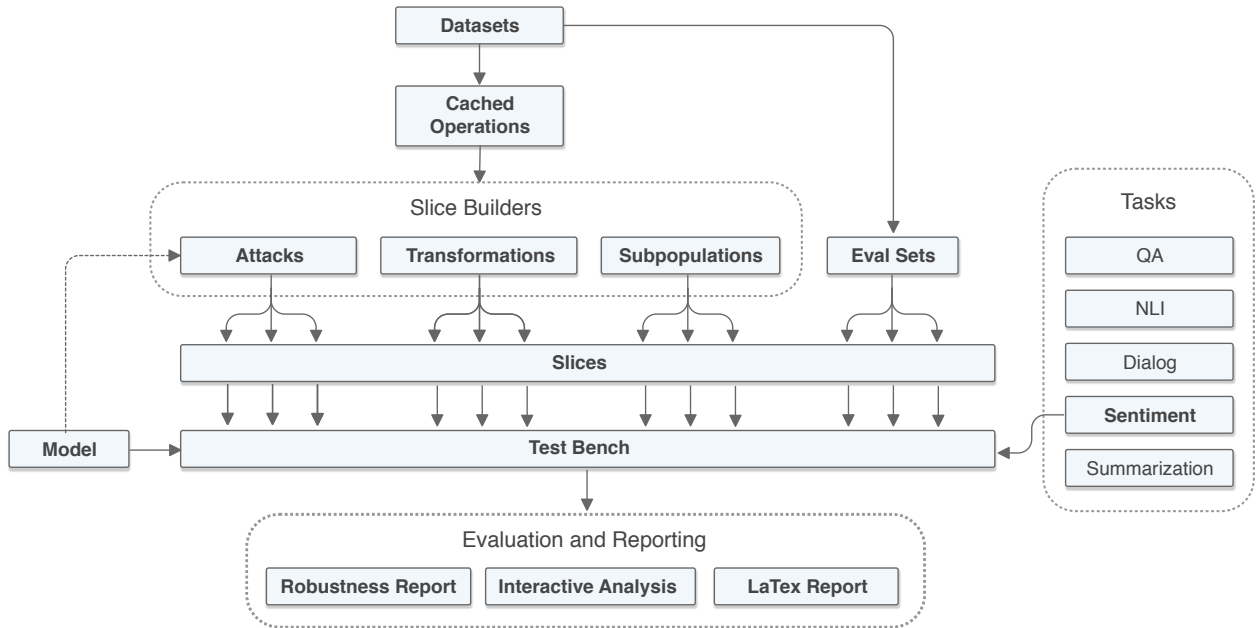 Datasets
Cached
Operations
Slice Builders
Attacks
Transformations
Subpopulations
Eval Sets
Slices
Model
Test Bench
Tasks
QA
NLI
Dialog
Sentiment
Summarization
Evaluation and Reporting
Robustness Report
Interactive Analysis
LaTex Report